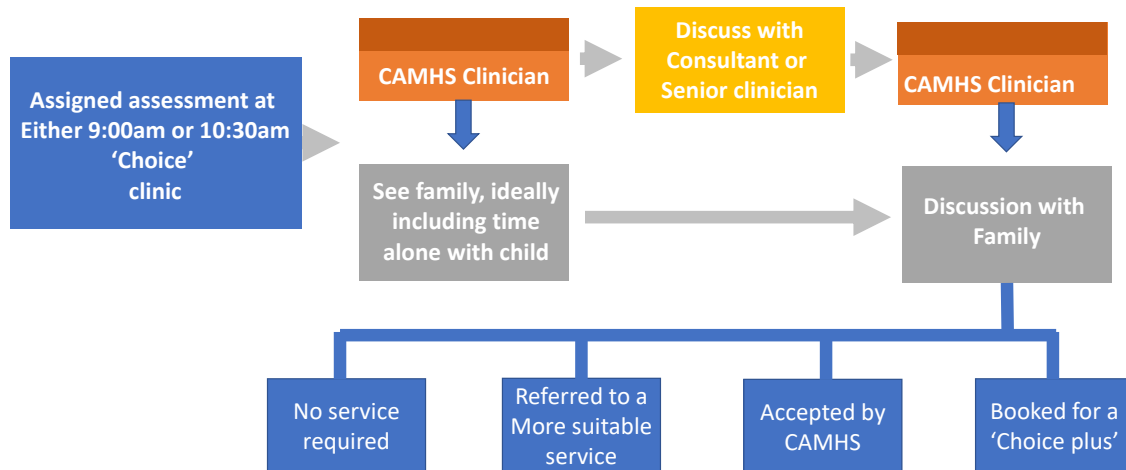 Assigned assessment at
Either 9:00am or 10:30am
‘Choice’
clinic
CAMHS Clinician
Discuss with
Consultant or
Senior clinician
CAMHS Clinician
See family, ideally
including time
alone with child
Discussion with
Family
No service
required
Referred to a
More suitable
service
Accepted by
CAMHS
Booked for a
‘Choice plus’